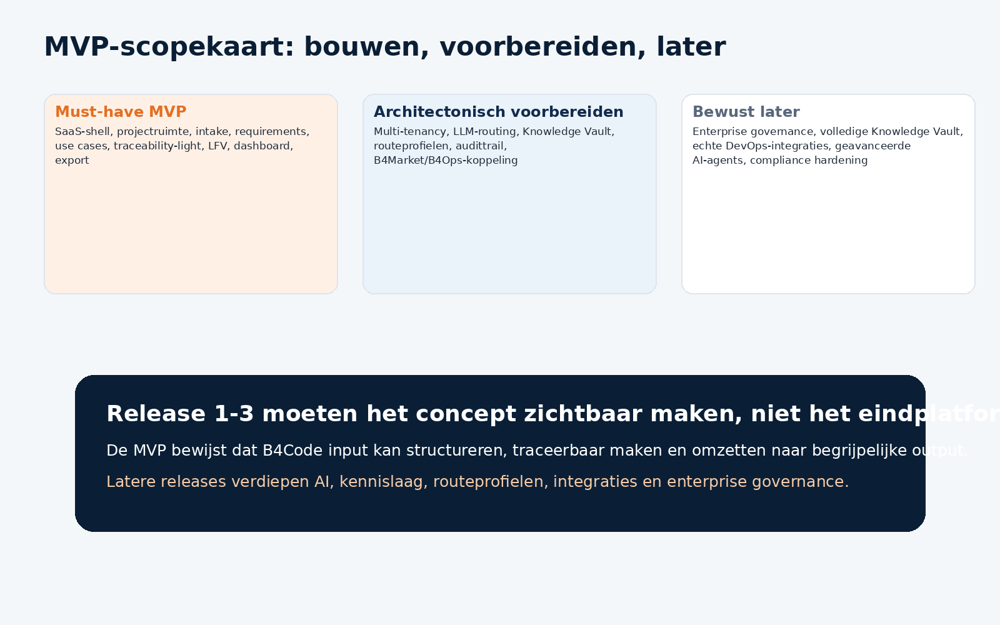 MVP-scopekaart: bouwen, voorbereiden, later
Must-have MVP
SaaS-shell, projectruimte, intake, requirements,
use cases, traceability-light, LFV, dashboard,
export
Architectonisch voorbereiden
Multi-tenancy, LLM-routing, Knowledge Vault,
routeprofielen, audittrail,
B4Market/B4Ops-koppeling
Bewust later
Enterprise governance, volledige Knowledge Vault,
echte DevOps-integraties, geavanceerde
AI-agents, compliance hardening
Release 1-3 moeten het concept zichtbaar maken, niet het eindplatfor
De MVP bewijst dat B4Code input kan structureren, traceerbaar maken en omzetten naar begrijpelijke output.
Latere releases verdiepen AI, kennislaag, routeprofielen, integraties en enterprise governance.